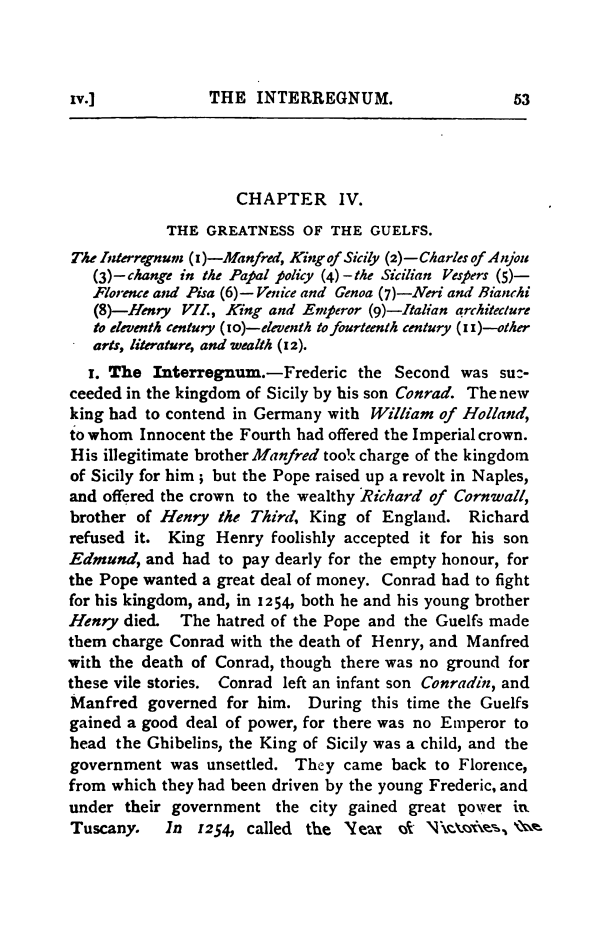 IV.] THE INTERREGNUM. 53
CHAPTER IV.
THE GREATNESS OF THE GUELFS.
The Interregnum (1)—Manfred, King of Sicily (2)—Charles of Anjou
(3)—change in the Papal policy (4)—the Sicilian Vespers (5)—
Florence and Pisa (6)—Venice and Genoa (7)—Neri and Bianchi
(8)—Henry VII., King and Emperor (9)—Italian architecture
to eleventh century (10)—eleventh to fourteenth century (11)—other
arts, literature, and wealth (12).
1. The Interregnum.—Frederic the Second was suc-
ceeded in the kingdom of Sicily by his son Conrad. The new
king had to contend in Germany with William of Holland,
to whom Innocent the Fourth had offered the Imperial crown.
His illegitimate brother Manfred took charge of the kingdom
of Sicily for him ; but the Pope raised up a revolt in Naples,
and offered the crown to the wealthy Richard of Cornwall,
brother of Henry the Third, King of England. Richard
refused it. King Henry foolishly accepted it for his son
Edmund, and had to pay dearly for the empty honour, for
the Pope wanted a great deal of money. Conrad had to fight
for his kingdom, and, in 1254, both he and his young brother
Henry died. The hatred of the Pope and the Guelfs made
them charge Conrad with the death of Henry, and Manfred
with the death of Conrad, though there was no ground for
these vile stories. Conrad left an infant son Conradin, and
Manfred governed for him. During this time the Guelfs
gained a good deal of power, for there was no Emperor to
head the Ghibelins, the King of Sicily was a child, and the
government was unsettled. They came back to Florence,
from which they had been driven by the young Frederic, and
under their government the city gained great power in
Tuscany. In 1254, called the Year of Victories, the